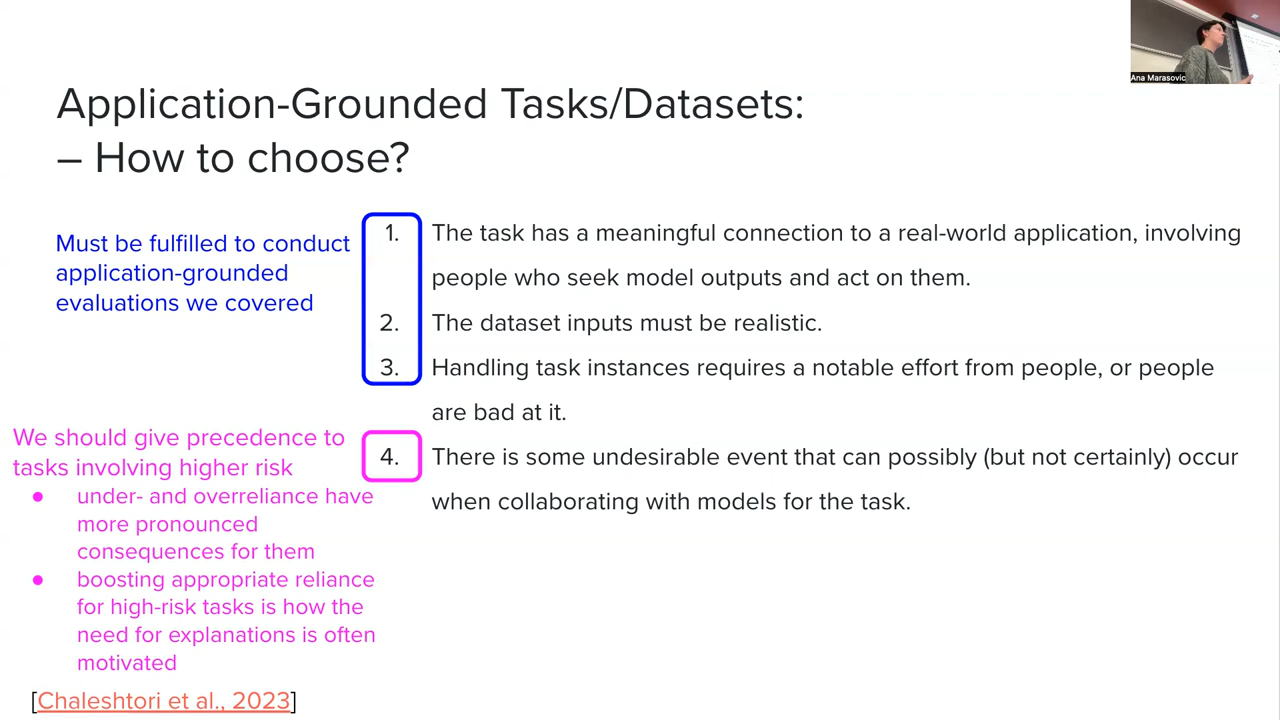 Ana Marasovic
Application-Grounded Tasks/Datasets:
– How to choose?
Must be fulfilled to conduct
application-grounded
evaluations we covered
1. The task has a meaningful connection to a real-world application, involving
people who seek model outputs and act on them.
2. The dataset inputs must be realistic.
3. Handling task instances requires a notable effort from people, or people
are bad at it.
We should give precedence to
tasks involving higher risk
● under- and overreliance have
more pronounced
consequences for them
● boosting appropriate reliance
for high-risk tasks is how the
need for explanations is often
motivated
4. There is some undesirable event that can possibly (but not certainly) occur
when collaborating with models for the task.
[Chaleshtori et al., 2023]